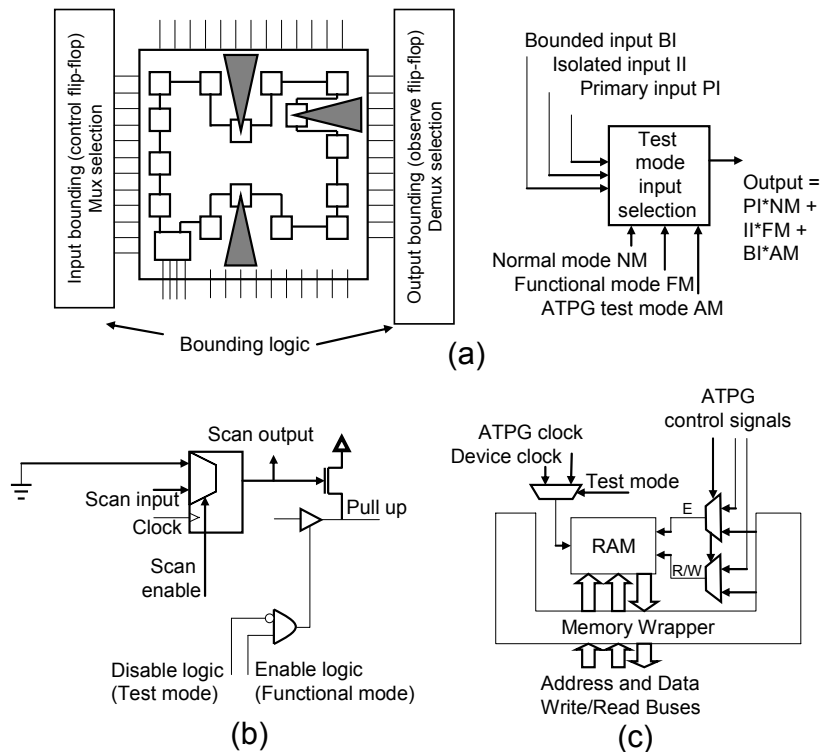 Input bounding (control flip-flop)
Mux selection
Output bounding (observe flip-flop)
Demux selection
Bounding logic
Bounded input BI
Isolated input II
Primary input PI
Test
mode
input
selection
Output =
PI*NM +
II*FM +
BI*AM
Normal mode NM
Functional mode FM
ATPG test mode AM
(a)
Scan output
Scan input
Clock
Scan
enable
Pull up
Disable logic
(Test mode)
Enable logic
(Functional mode)
(b)
ATPG
control signals
ATPG clock
Device clock
Test mode
E
RAM
R/W
Memory Wrapper
Address and Data
Write/Read Buses
(c)